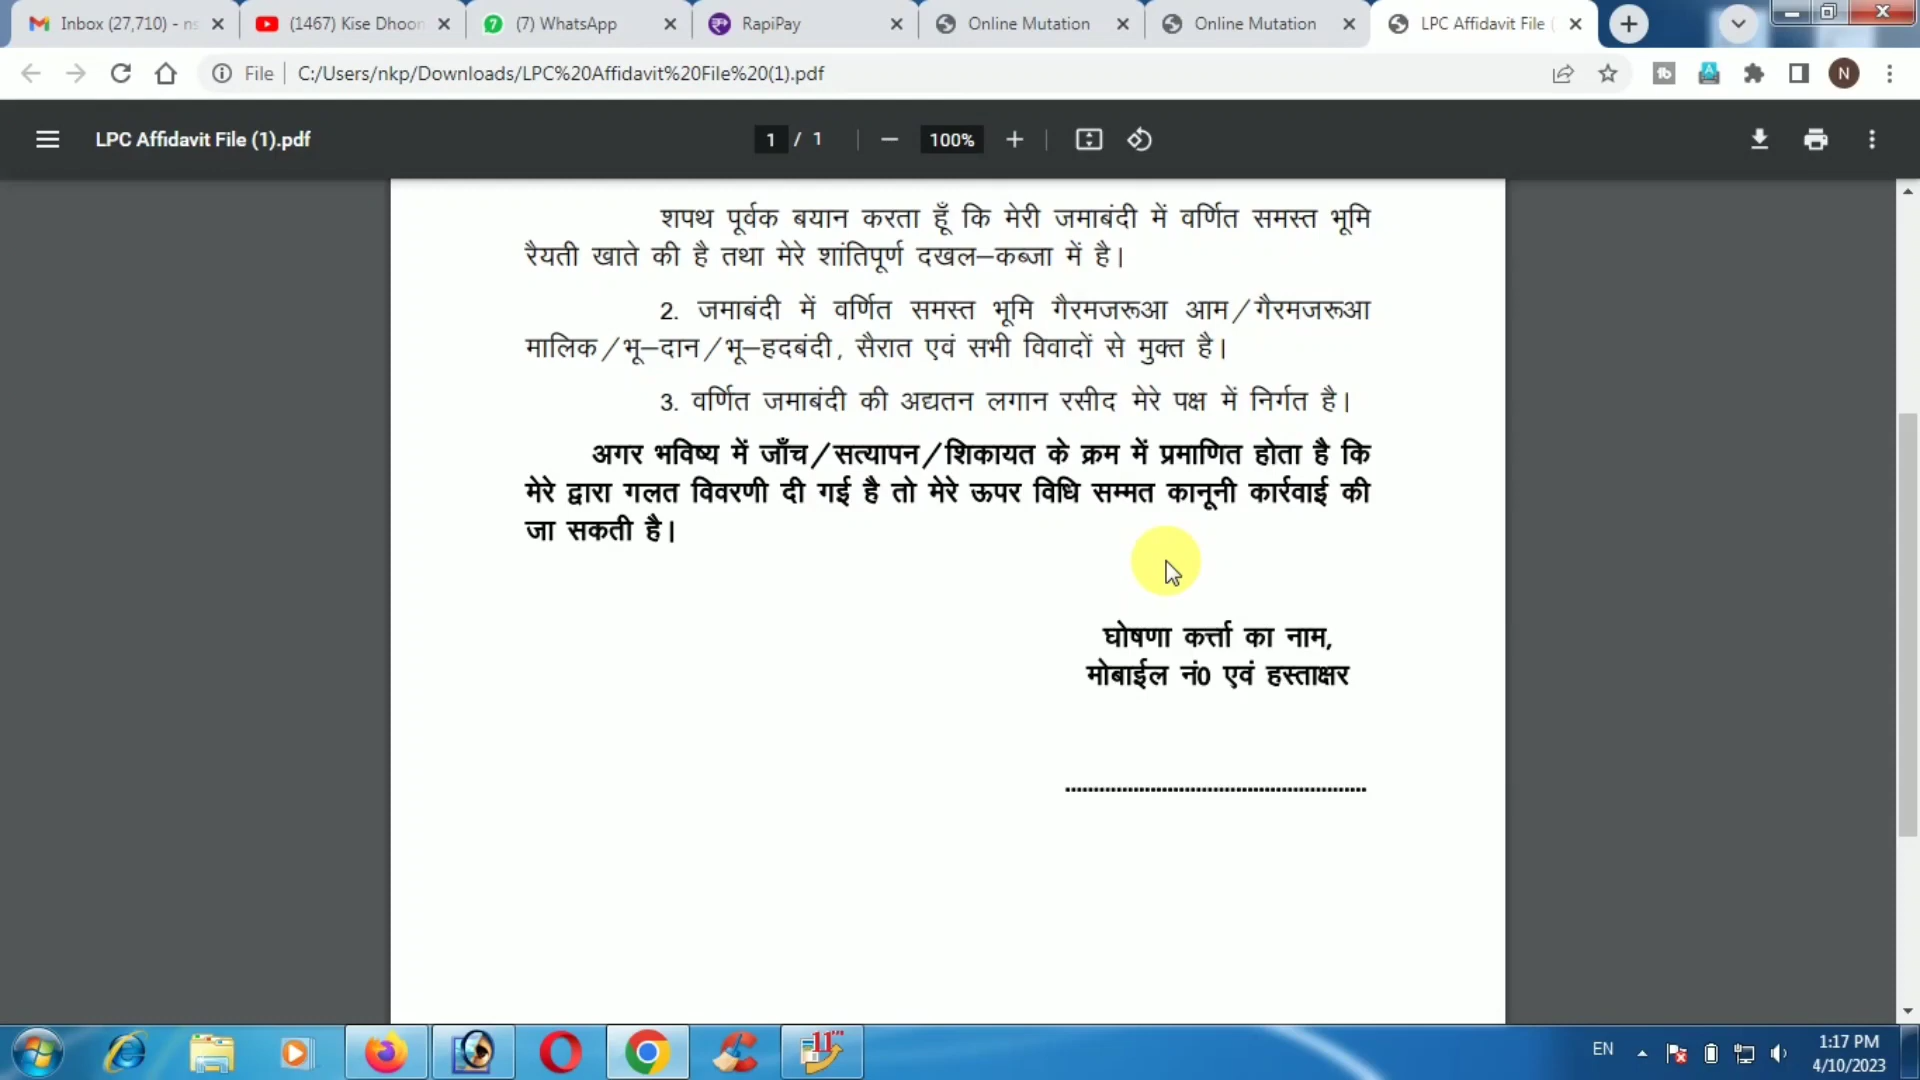 Inbox (27,710) - ns
(1467) Kise Dhoon
(7) WhatsApp
RapiPay
Online Mutation
Online Mutation
LPC Affidavit File (
File
C:/Users/nkp/Downloads/LPC%20Affidavit%20File%20(1).pdf
N
LPC Affidavit File (1).pdf
1 / 1
100%
शपथ पूर्वक बयान करता हूँ कि मेरी जमाबंदी में वर्णित समस्त भूमि
रैयती खाते की है तथा मेरे शांतिपूर्ण दखल–कब्जा में है।
2. जमाबंदी में वर्णित समस्त भूमि गैरमजरूआ आम/गैरमजरूआ
मालिक/भू–दान/भू–हदबंदी, सैरात एवं सभी विवादों से मुक्त है।
3. वर्णित जमाबंदी की अद्यतन लगान रसीद मेरे पक्ष में निर्गत है।
अगर भविष्य में जाँच/सत्यापन/शिकायत के क्रम में प्रमाणित होता है कि
मेरे द्वारा गलत विवरणी दी गई है तो मेरे ऊपर विधि सम्मत कानूनी कार्रवाई की
जा सकती है।
घोषणा कर्त्ता का नाम,
मोबाईल नं0 एवं हस्ताक्षर
EN
1:17 PM
4/10/2023